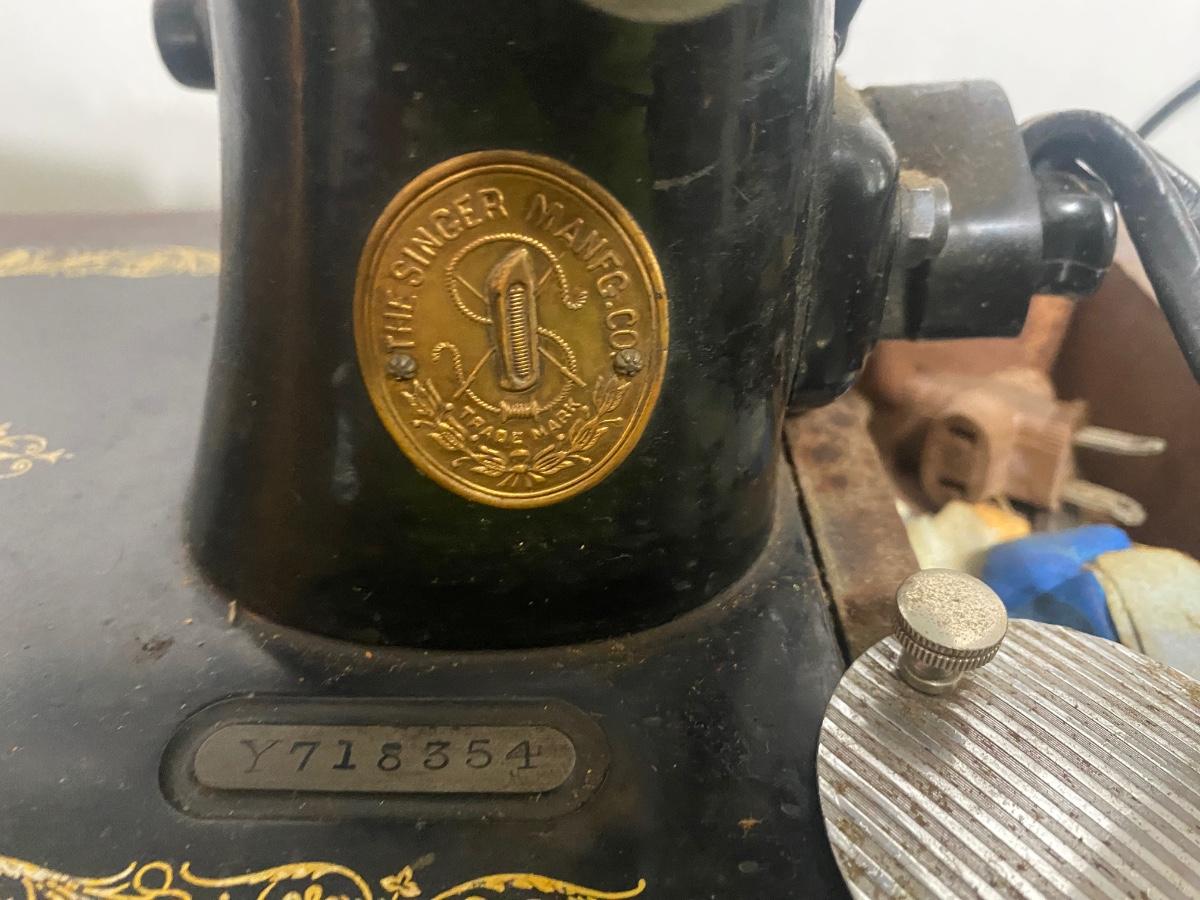 THE SINGER MANFG. CO.
TRADE MARK
Y718354